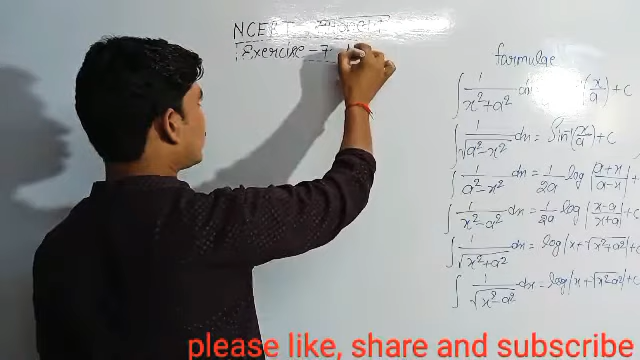 NCERT
Exercise - 7.
formulae
∫ 1/(x²+a²) dx (x/a) + C
∫ 1/√(a²-x²) dx = Sin⁻¹(x/a) + C
∫ 1/(a²-x²) dx = 1/2a log |(a+x)/(a-x)| +
∫ 1/(x²-a²) dx = 1/2a log |(x-a)/(x+a)| + C
∫ 1/√(x²+a²) dx = log |x + √(x²+a²)| + C
∫ 1/√(x²-a²) dx = log |x + √(x²-a²)| + C
please like, share and subscribe